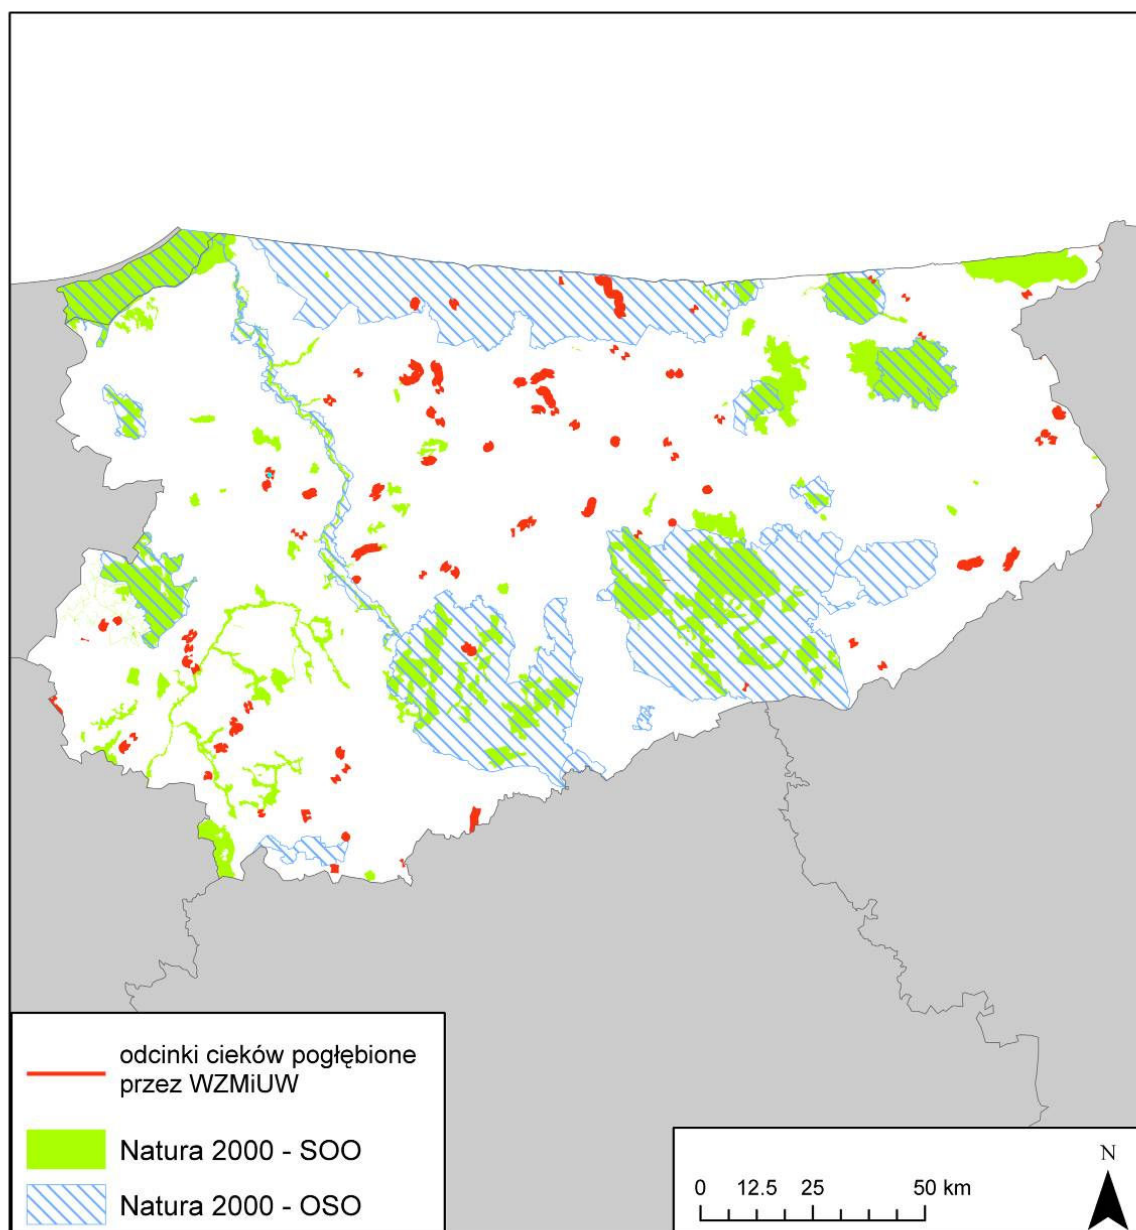 odcinki cieków pogłębione
przez WZMiUW
Natura 2000 - SOO
Natura 2000 - OSO
N
0 12.5 25 50 km